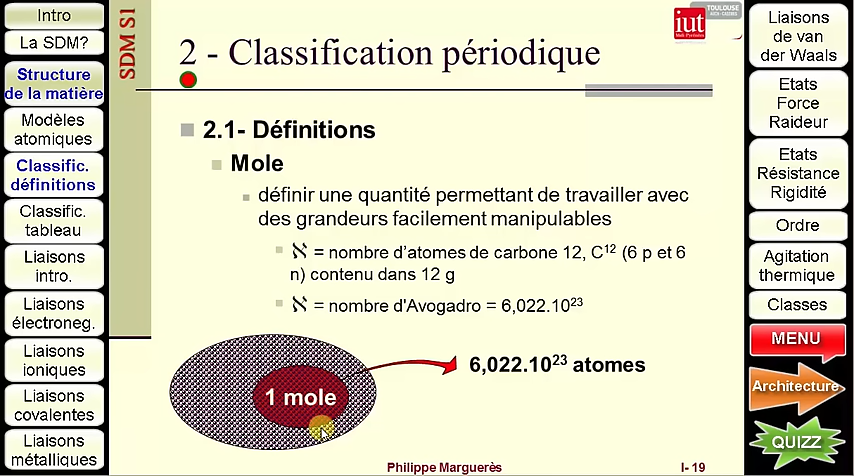 Intro
La SDM?
Structure
de la matière
Modèles
atomiques
Classific.
définitions
Classific.
tableau
Liaisons
intro.
Liaisons
électroneg.
Liaisons
ioniques
Liaisons
covalentes
Liaisons
métalliques
SDM S1
iut
TOULOUSE
2 - Classification périodique
2.1- Définitions
Mole
définir une quantité permettant de travailler avec
des grandeurs facilement manipulables
ℵ = nombre d'atomes de carbone 12, C¹² (6 p et 6
n) contenu dans 12 g
ℵ = nombre d'Avogadro = 6,022.10²³
6,022.10²³ atomes
1 mole
Philippe Marguerès
I- 19
Liaisons
de van
der Waals
Etats
Force
Raideur
Etats
Résistance
Rigidité
Ordre
Agitation
thermique
Classes
MENU
Architecture
QUIZZ